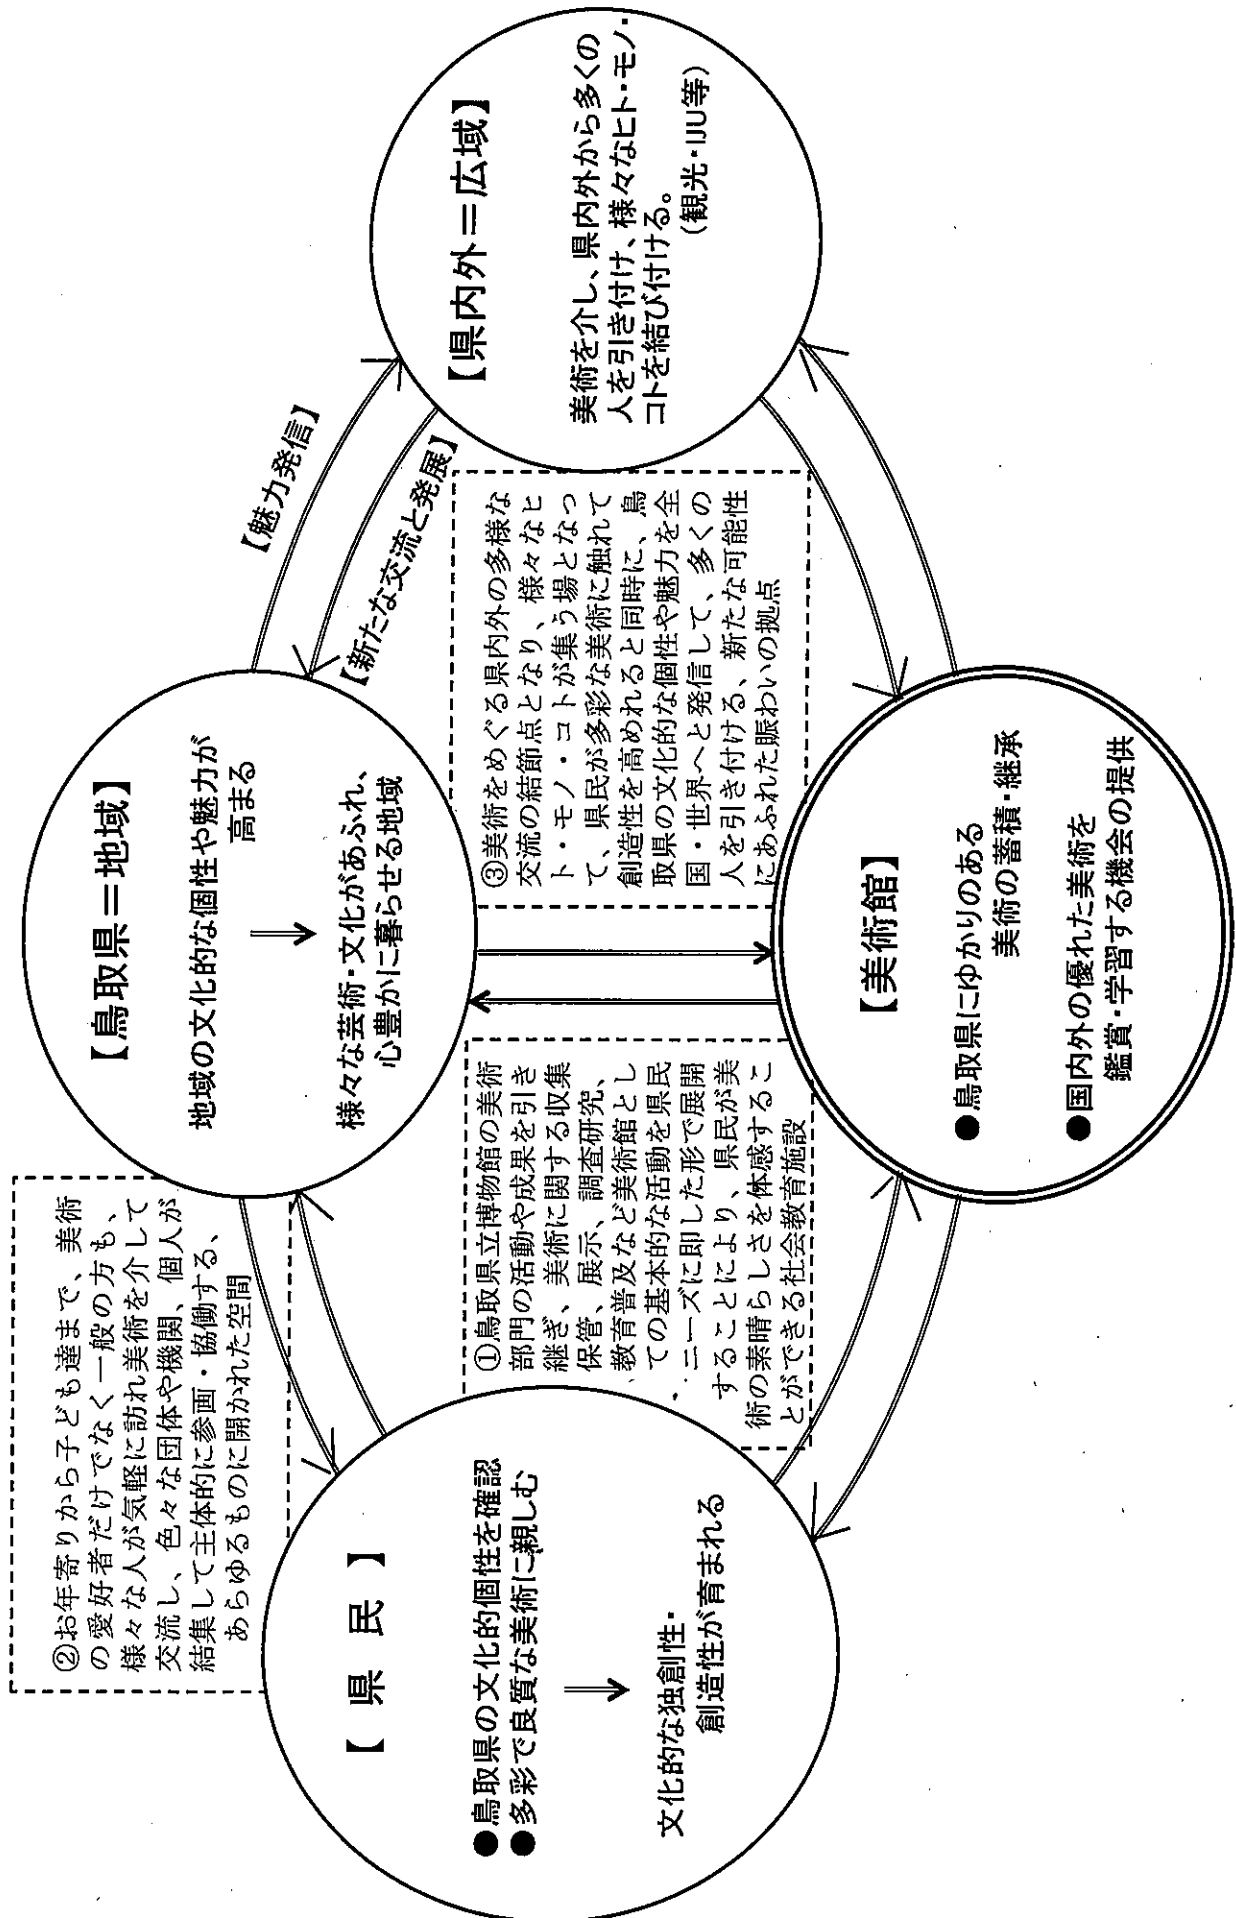 ②お年寄りから子ども達まで、美術
の愛好者だけでなく一般の方も、
様々な人が気軽に訪れ美術を介して
交流し、色々な団体や機関、個人が
結集して主体的に参画・協働する、
あらゆるものに開かれた空間
【鳥取県＝地域】
地域の文化的な個性や魅力が
高まる
様々な芸術・文化があふれ、
心豊かに暮らせる地域
【魅力発信】
【新たな交流と発展】
【県民】
●鳥取県の文化的個性を確認
●多彩で良質な美術に親しむ
文化的な独創性・
創造性が育まれる
①鳥取県立博物館の美術
部門の活動や成果を引き
継ぎ、美術に関する収集
保管、展示、調査研究、
教育普及など美術館とし
ての基本的な活動を県民
ニーズに即した形で展開
することにより、県民が美
術の素晴らしさを体感するこ
とができる社会教育施設
③美術をめぐる県内外の多様な
交流の結節点となり、様々なヒ
ト・モノ・コトが集う場となっ
て、県民が多彩な美術に触れて
創造性を高めれると同時に、鳥
取県の文化的な個性や魅力を全
国・世界へと発信して、多くの
人を引き付ける、新たな可能性
にあふれた賑わいの拠点
【県内外＝広域】
美術を介し、県内外から多くの
人を引き付け、様々なヒト・モノ・
コトを結び付ける。
（観光・IJU等）
【美術館】
●鳥取県にゆかりのある
美術の蓄積・継承
●国内外の優れた美術を
鑑賞・学習する機会の提供